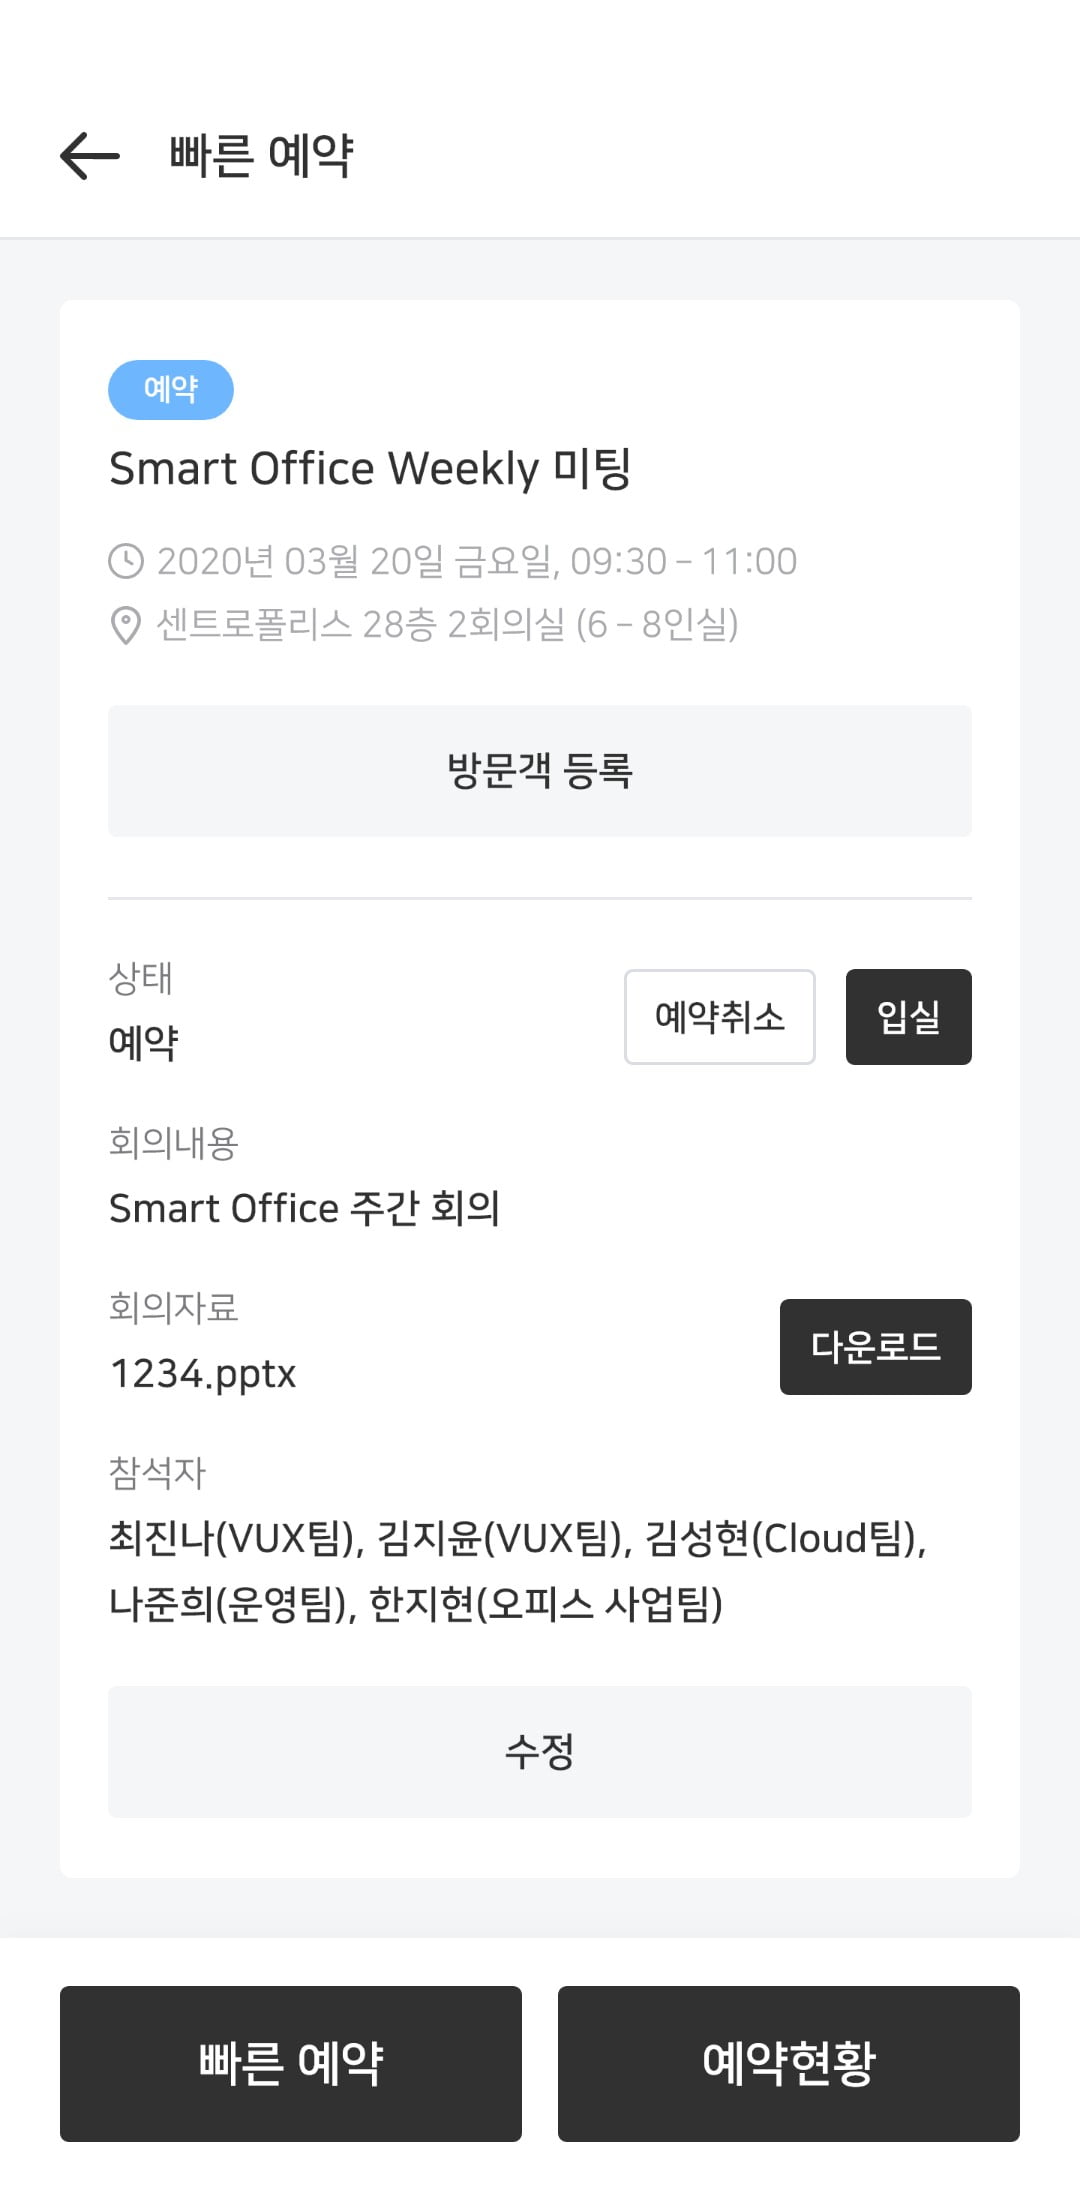 빠른 예약
예약
Smart Office Weekly 미팅
2020년 03월 20일 금요일, 09:30 – 11:00
센트로폴리스 28층 2회의실 (6 – 8인실)
방문객 등록
상태
예약
예약취소
입실
회의내용
Smart Office 주간 회의
회의자료
1234.pptx
다운로드
참석자
최진나(VUX팀), 김지윤(VUX팀), 김성현(Cloud팀),
나준희(운영팀), 한지현(오피스 사업팀)
수정
빠른 예약
예약현황